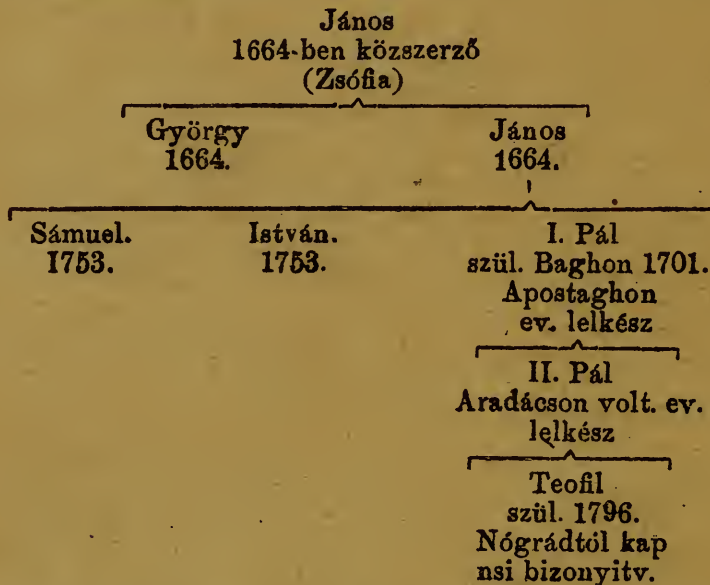 János
1664-ben közszerző
(Zsófia)
György János
1664. 1664.
Sámuel. István. I. Pál
1753. 1753. szül. Baghon 1701.
Apostaghon
ev. lelkész
II. Pál
Aradácson volt. ev.
lelkész
Teofil
szül. 1796.
Nógrádtól kap
nsi bizonyitv.